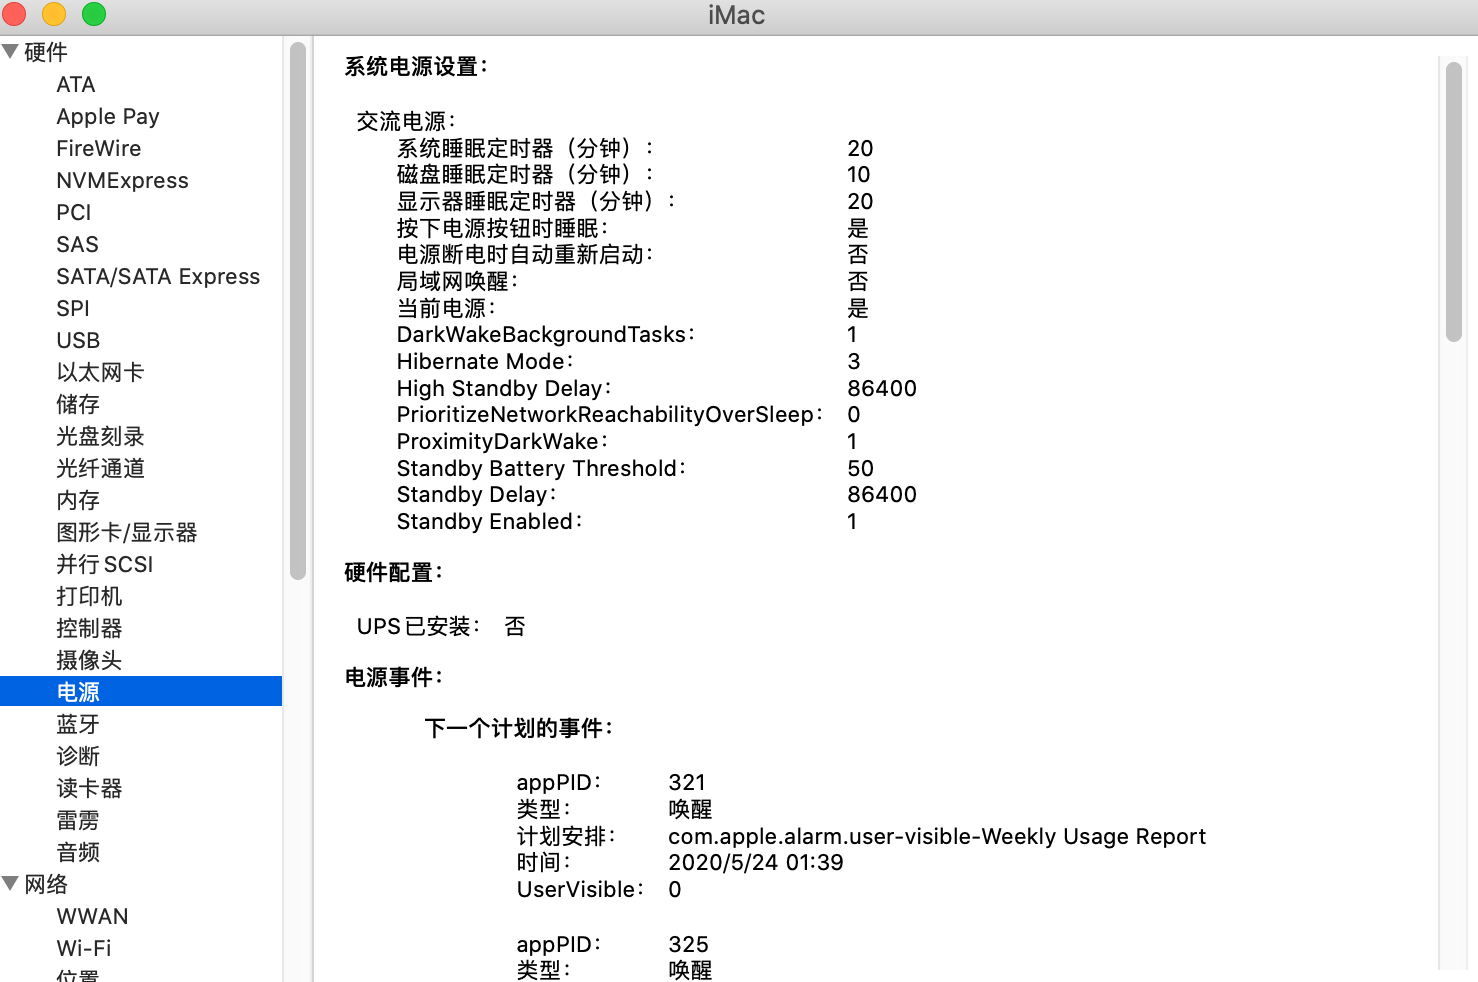 iMac
硬件
ATA
Apple Pay
FireWire
NVMExpress
PCI
SAS
SATA/SATA Express
SPI
USB
以太网卡
储存
光盘刻录
光纤通道
内存
图形卡/显示器
并行 SCSI
打印机
控制器
摄像头
电源
蓝牙
诊断
读卡器
雷雳
音频
网络
WWAN
Wi-Fi
位置
系统电源设置：
交流电源：
系统睡眠定时器（分钟）： 20
磁盘睡眠定时器（分钟）： 10
显示器睡眠定时器（分钟）： 20
按下电源按钮时睡眠： 是
电源断电时自动重新启动： 否
局域网唤醒： 否
当前电源： 是
DarkWakeBackgroundTasks： 1
Hibernate Mode： 3
High Standby Delay： 86400
PrioritizeNetworkReachabilityOverSleep： 0
ProximityDarkWake： 1
Standby Battery Threshold： 50
Standby Delay： 86400
Standby Enabled： 1
硬件配置：
UPS 已安装： 否
电源事件：
下一个计划的事件：
appPID： 321
类型： 唤醒
计划安排： com.apple.alarm.user-visible-Weekly Usage Report
时间： 2020/5/24 01:39
UserVisible： 0
appPID： 325
类型： 唤醒